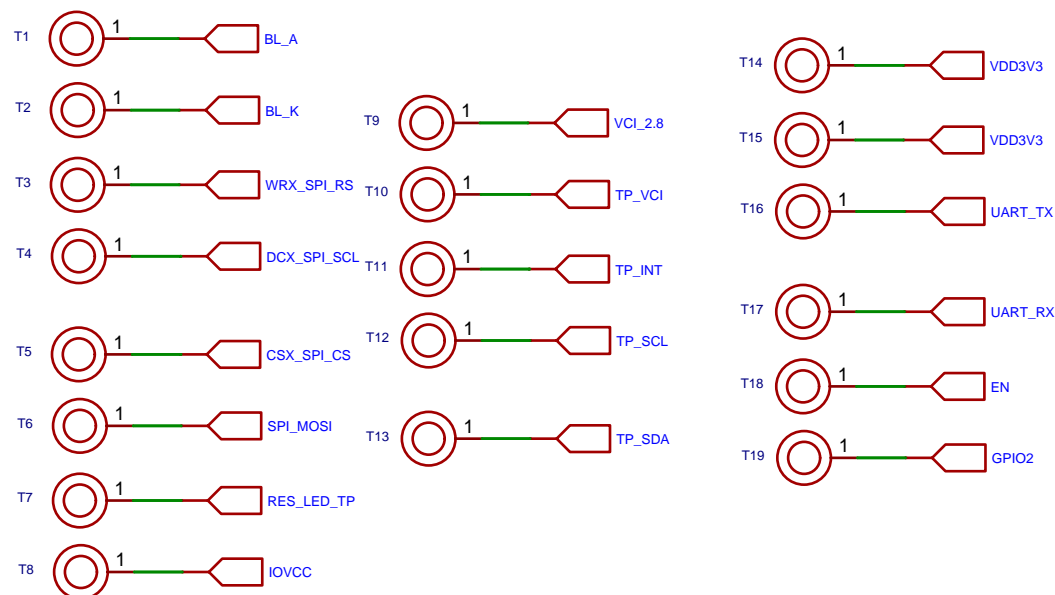 T1 1 BL_A
T2 1 BL_K
T3 1 WRX_SPI_RS
T4 1 DCX_SPI_SCL
T5 1 CSX_SPI_CS
T6 1 SPI_MOSI
T7 1 RES_LED_TP
T8 1 IOVCC
T9 1 VCI_2.8
T10 1 TP_VCI
T11 1 TP_INT
T12 1 TP_SCL
T13 1 TP_SDA
T14 1 VDD3V3
T15 1 VDD3V3
T16 1 UART_TX
T17 1 UART_RX
T18 1 EN
T19 1 GPIO2